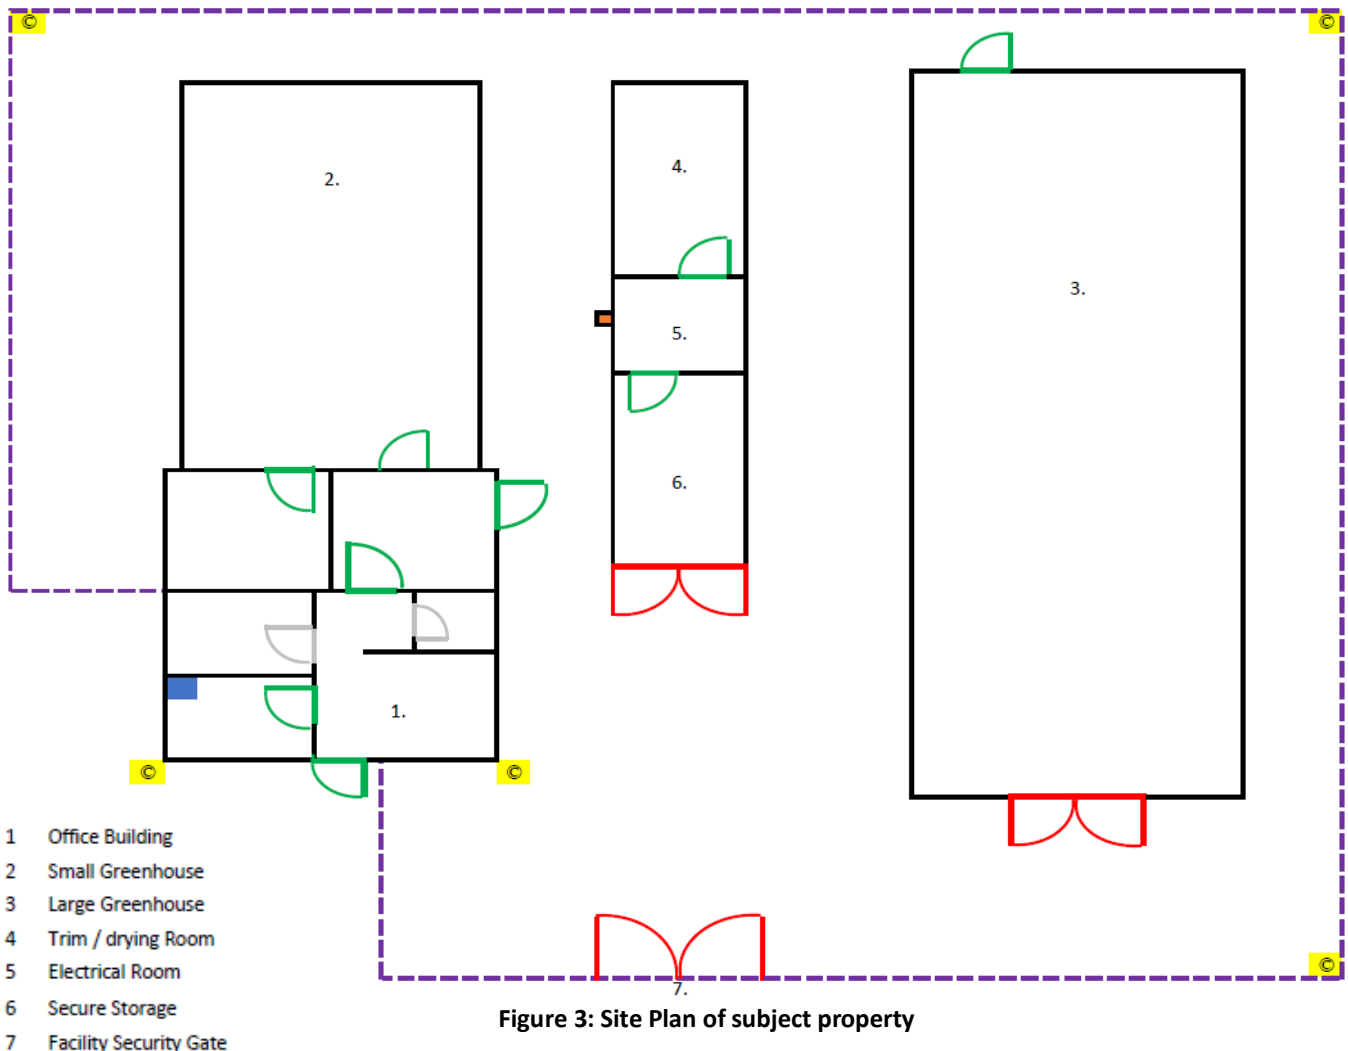 ©
©
2.
4.
3.
5.
6.
1.
©
©
1 Office Building
2 Small Greenhouse
3 Large Greenhouse
4 Trim / drying Room
5 Electrical Room
6 Secure Storage
7 Facility Security Gate
©
7.
Figure 3: Site Plan of subject property